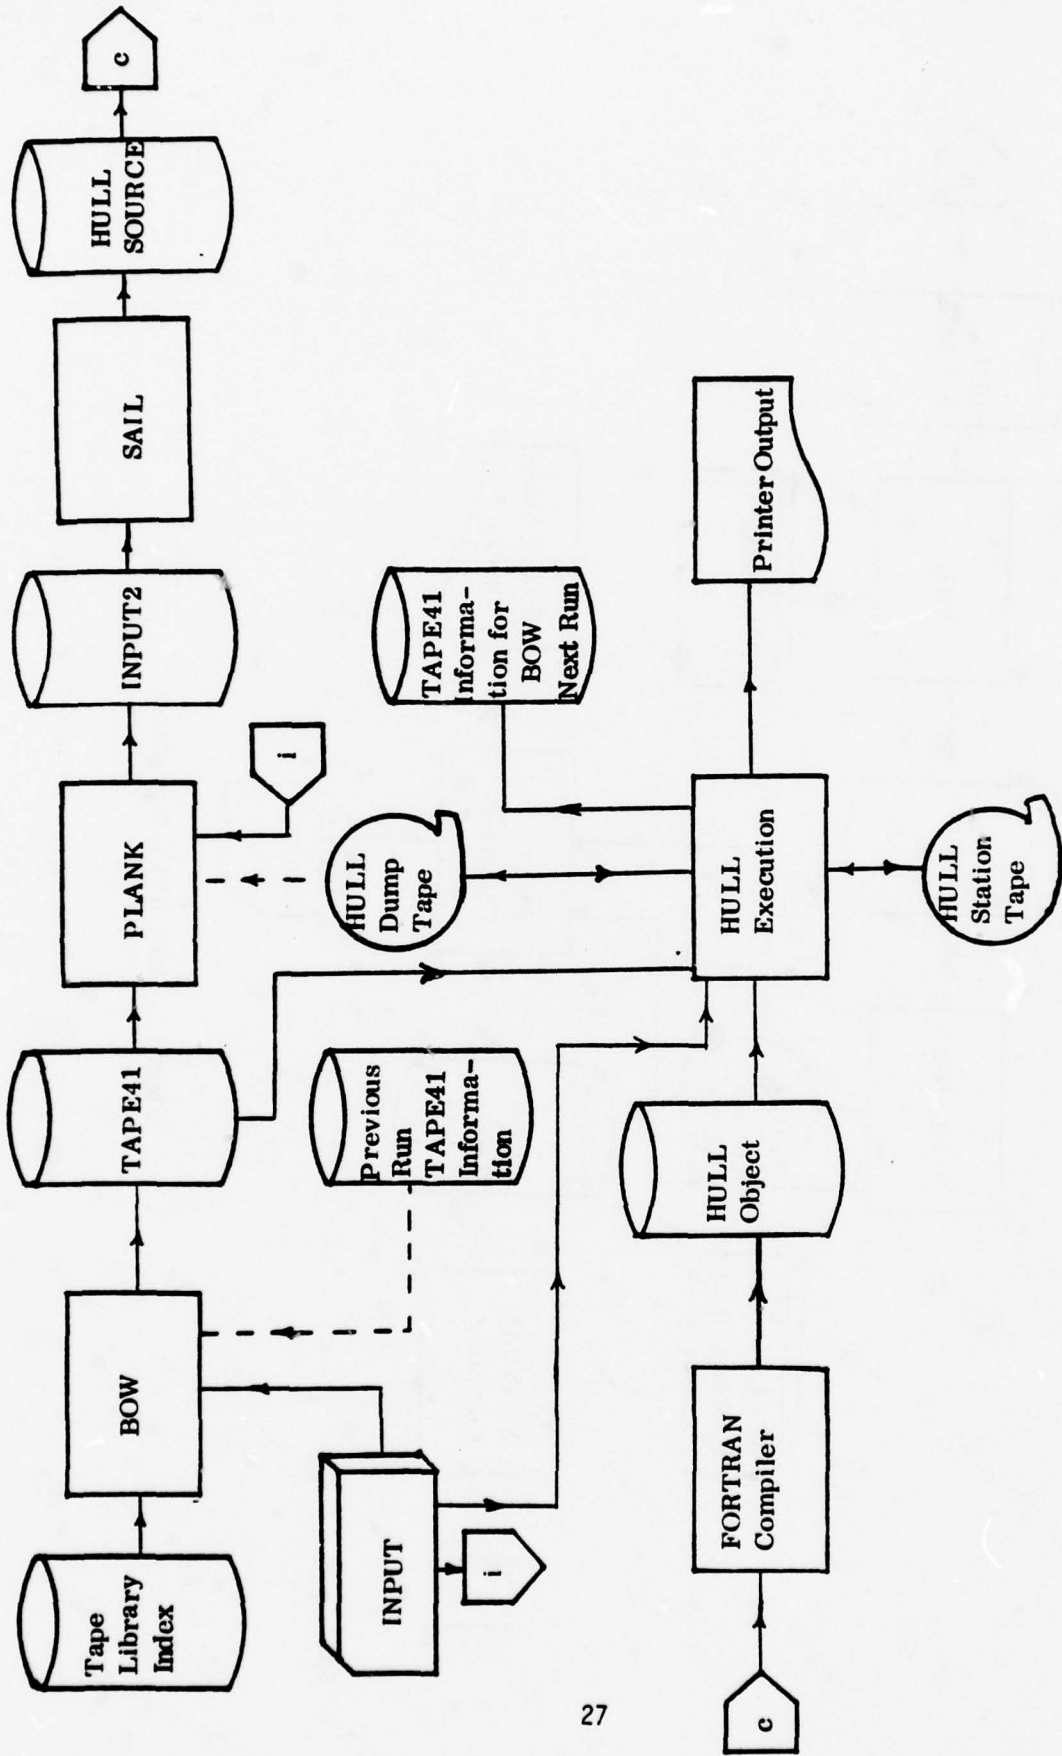 Tape
Library
Index
BOW
TAPE41
PLANK
INPUT2
SAIL
HULL
SOURCE
c
INPUT
i
Previous
Run
TAPE41
Informa-
tion
HULL
Dump
Tape
i
TAPE41
Informa-
tion for
BOW
Next Run
c
FORTRAN
Compiler
HULL
Object
HULL
Execution
Printer Output
HULL
Station
Tape
27